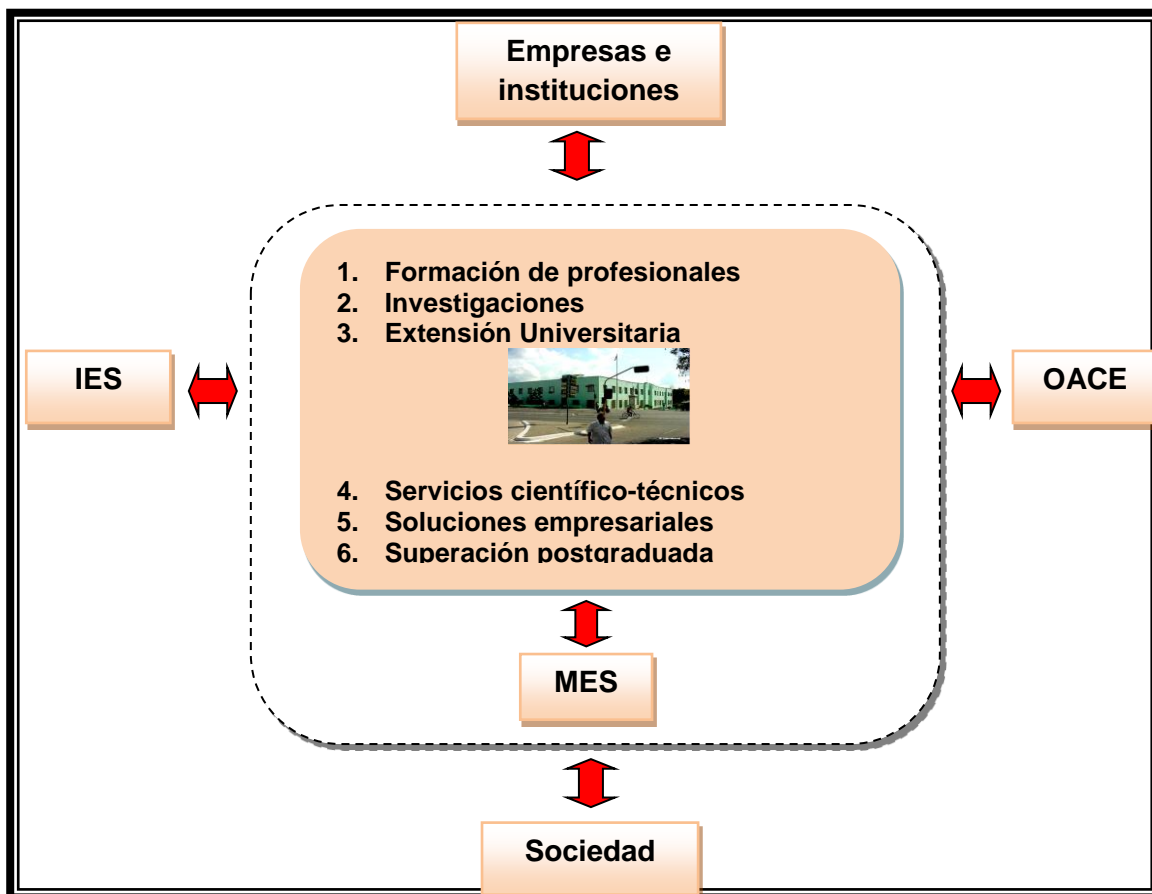 Empresas e
instituciones
1. Formación de profesionales
2. Investigaciones
3. Extensión Universitaria
IES
OACE
4. Servicios científico-técnicos
5. Soluciones empresariales
6. Superación postgraduada
MES
Sociedad